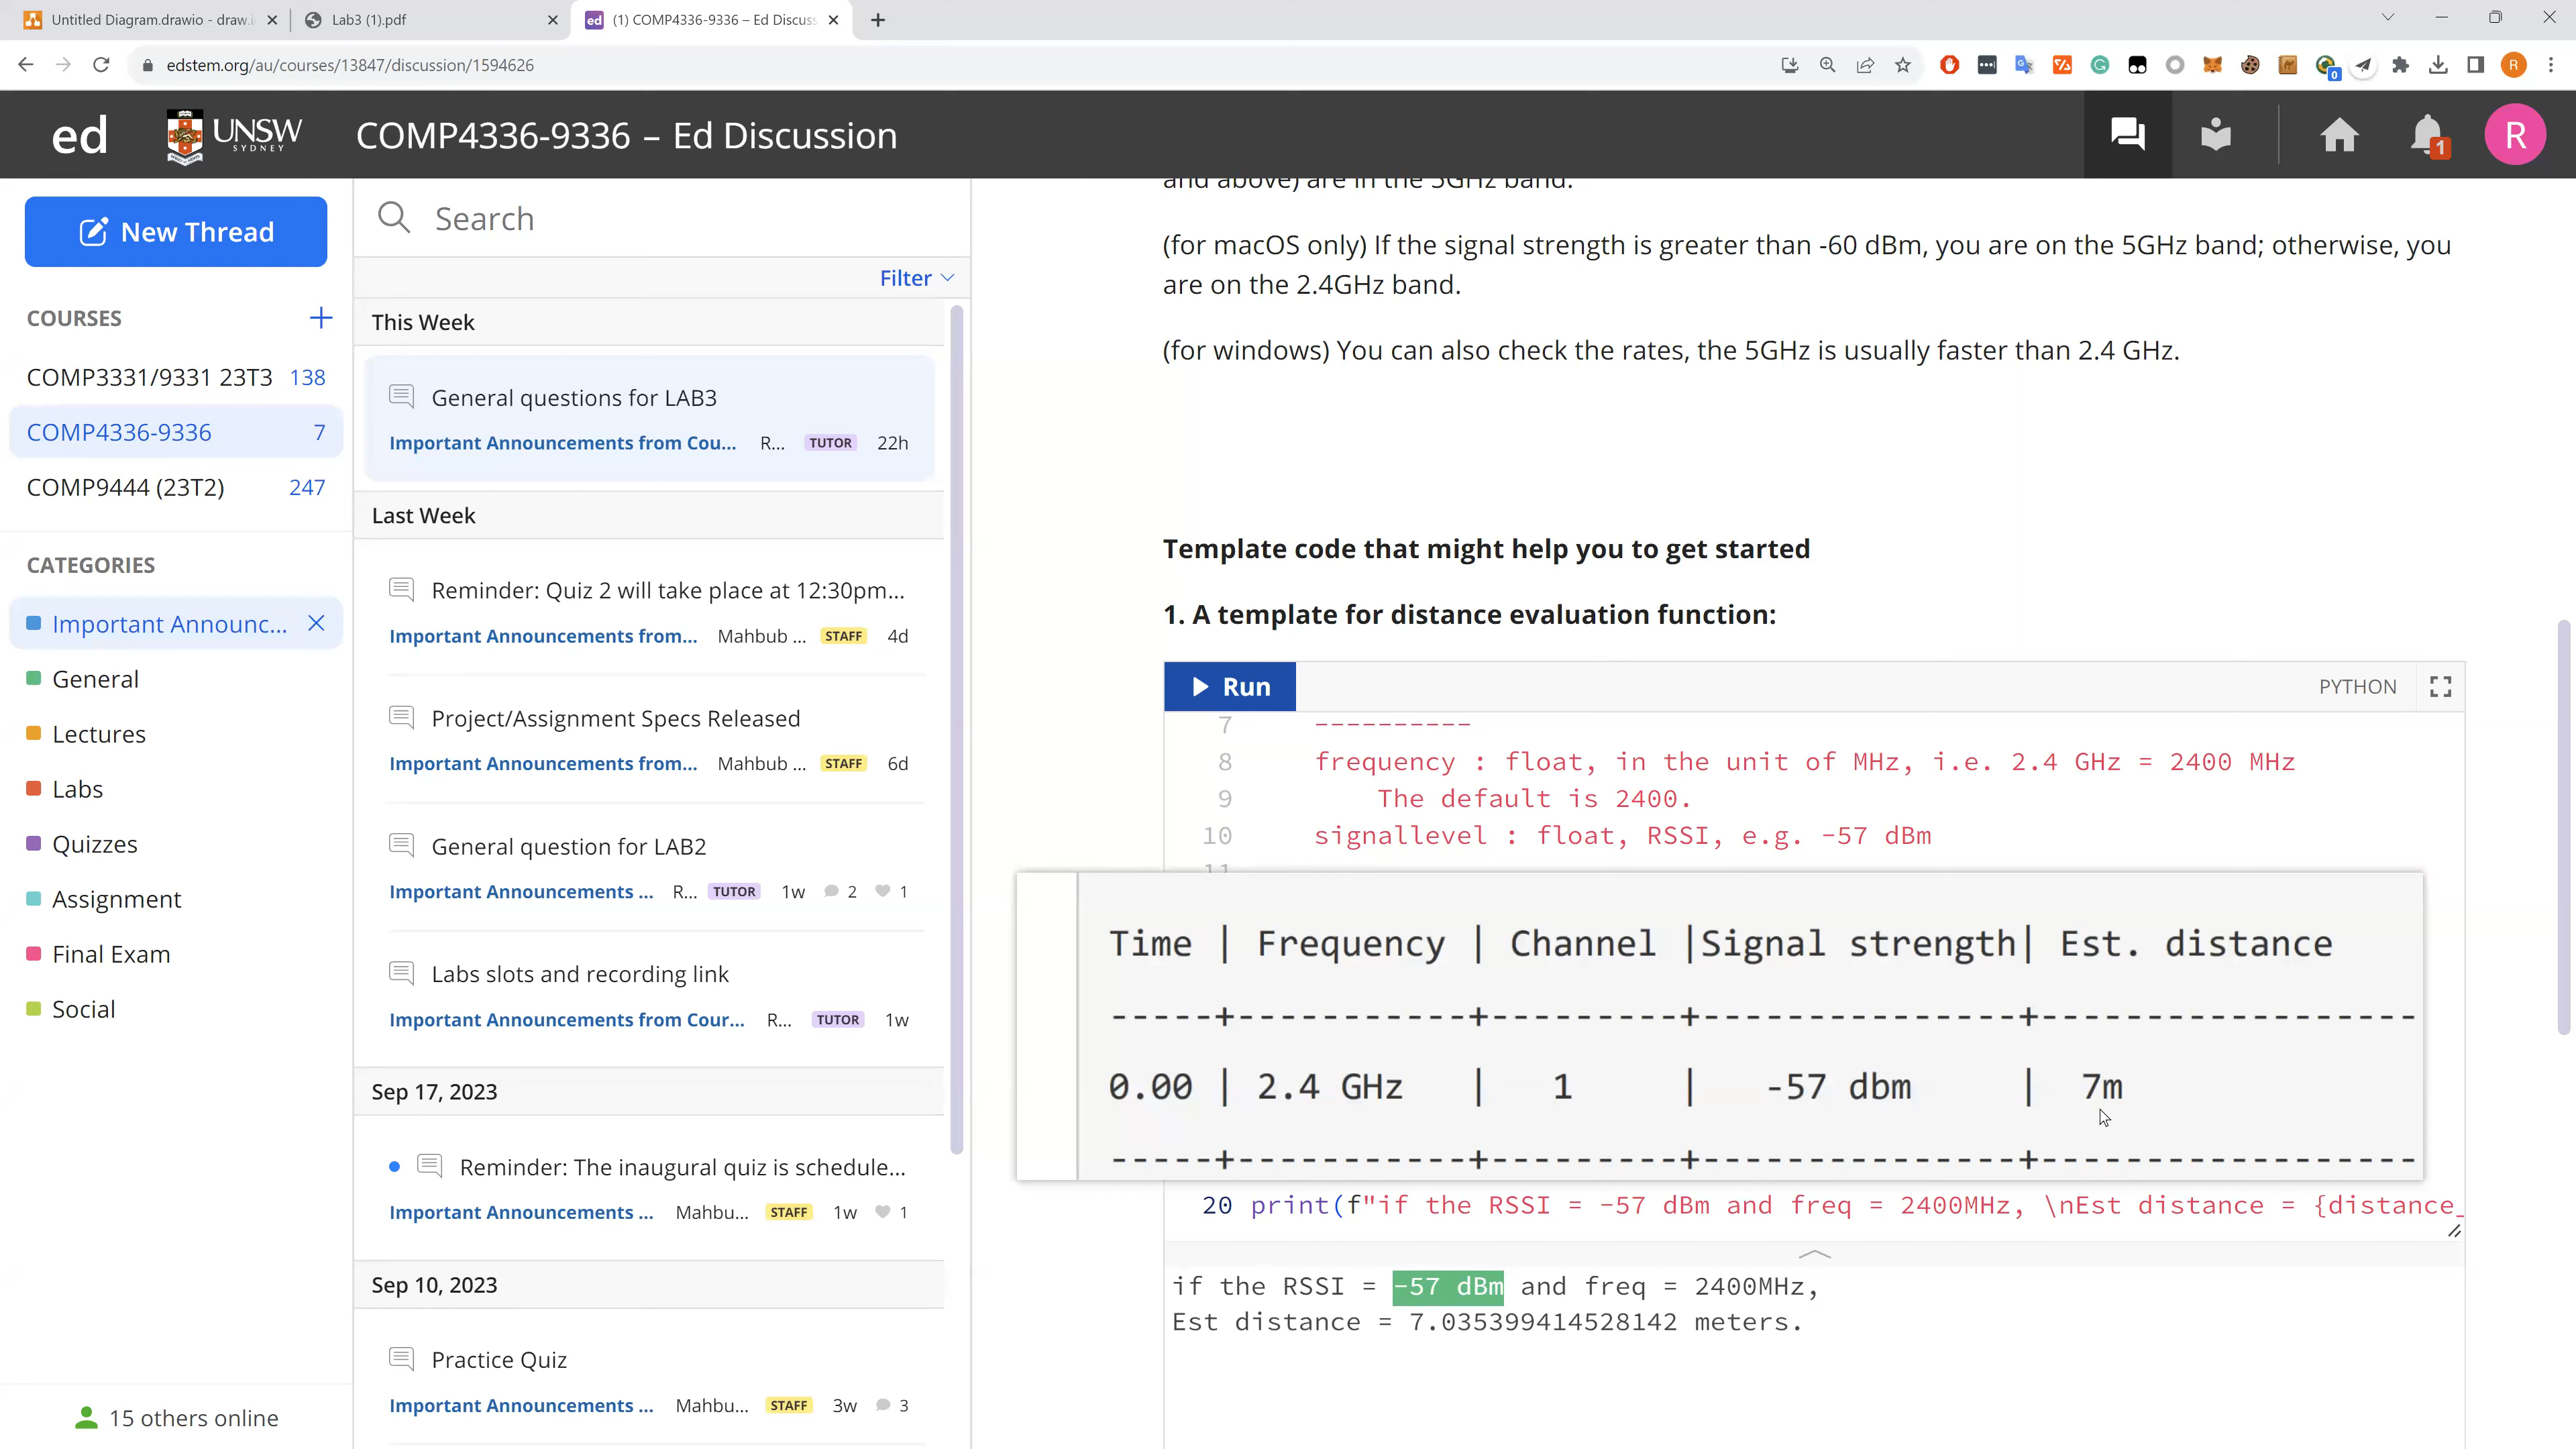 Untitled Diagram.drawio - draw.i
Lab3 (1).pdf
(1) COMP4336-9336 – Ed Discuss
edstem.org/au/courses/13847/discussion/1594626
0
R
ed
UNSW
SYDNEY
COMP4336-9336 – Ed Discussion
1
R
New Thread
COURSES
COMP3331/9331 23T3 138
COMP4336-9336 7
COMP9444 (23T2) 247
CATEGORIES
Important Announc...
General
Lectures
Labs
Quizzes
Assignment
Final Exam
Social
15 others online
Search
Filter
This Week
General questions for LAB3
Important Announcements from Cou... R... TUTOR 22h
Last Week
Reminder: Quiz 2 will take place at 12:30pm...
Important Announcements from... Mahbub ... STAFF 4d
Project/Assignment Specs Released
Important Announcements from... Mahbub ... STAFF 6d
General question for LAB2
Important Announcements ... R... TUTOR 1w 2 1
Labs slots and recording link
Important Announcements from Cour... R... TUTOR 1w
Sep 17, 2023
Reminder: The inaugural quiz is schedule...
Important Announcements ... Mahbu... STAFF 1w 1
Sep 10, 2023
Practice Quiz
Important Announcements ... Mahbu... STAFF 3w 3
and above) are in the 5GHz band.
(for macOS only) If the signal strength is greater than -60 dBm, you are on the 5GHz band; otherwise, you
are on the 2.4GHz band.
(for windows) You can also check the rates, the 5GHz is usually faster than 2.4 GHz.
Template code that might help you to get started
1. A template for distance evaluation function:
Run PYTHON
7 ----------
8 frequency : float, in the unit of MHz, i.e. 2.4 GHz = 2400 MHz
9 The default is 2400.
10 signallevel : float, RSSI, e.g. -57 dBm
11
Time | Frequency | Channel |Signal strength| Est. distance
-----+-----------+---------+---------------+------------------
0.00 | 2.4 GHz | 1 | -57 dbm | 7m
-----+-----------+---------+---------------+------------------
20 print(f"if the RSSI = -57 dBm and freq = 2400MHz, \nEst distance = {distance_
if the RSSI = -57 dBm and freq = 2400MHz,
Est distance = 7.035399414528142 meters.